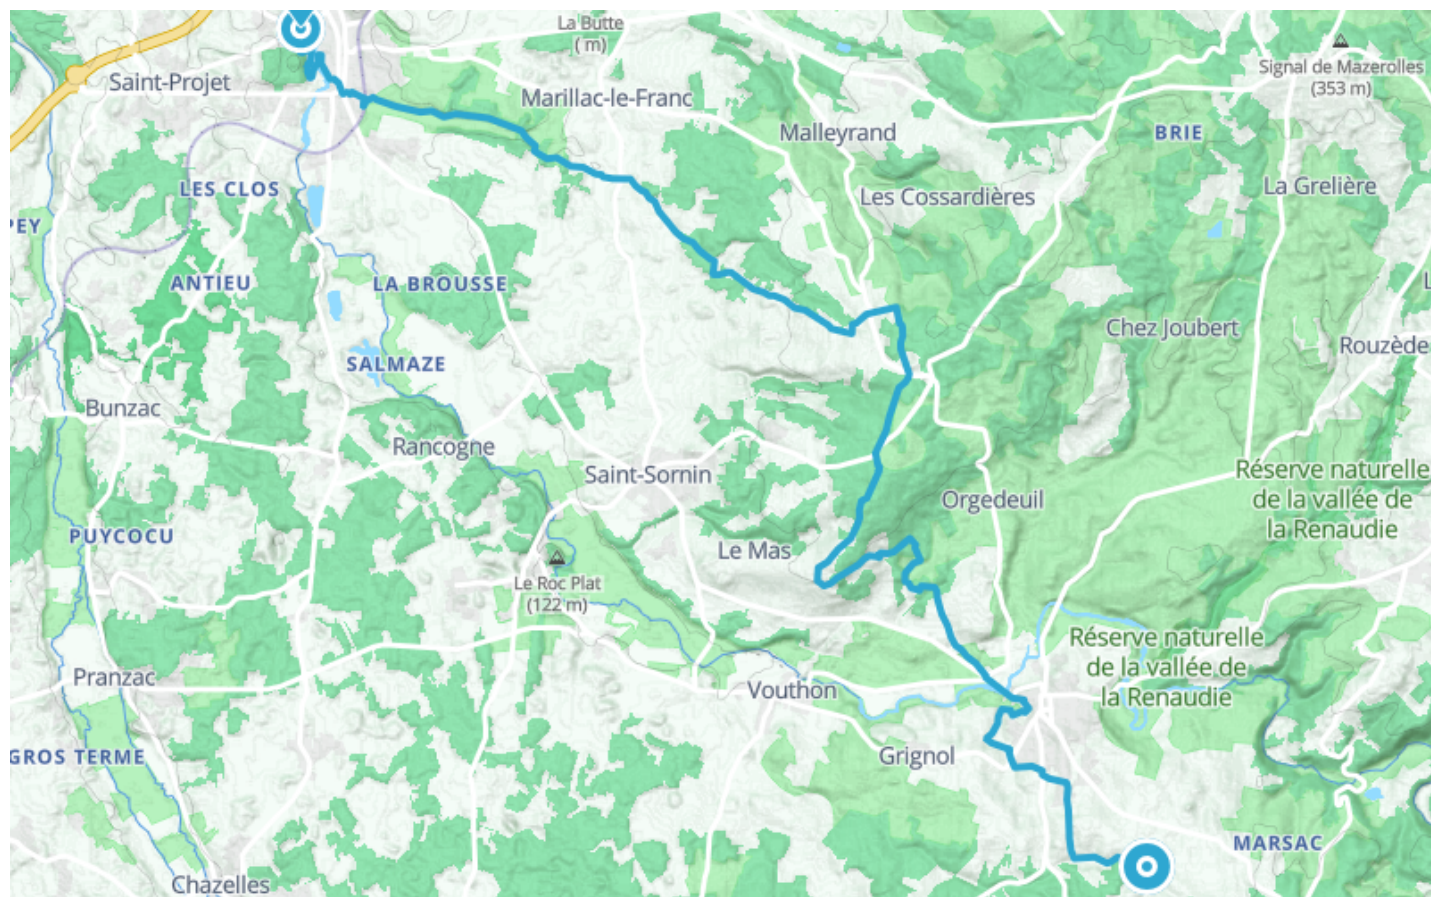 La Butte
( m)
Signal de Mazerolles
(353 m)
Saint-Projet
Marillac-le-Franc
Malleyrand
BRIE
LES CLOS
Les Cossardières
La Grelière
PEY
ANTIEU
LA BROUSSE
L
Chez Joubert
Rouzède
SALMAZE
Bunzac
Rancogne
Saint-Sornin
Réserve naturelle
de la vallée de
la Renaudie
Orgedeuil
PUYCOCU
Le Mas
Le Roc Plat
(122 m)
Réserve naturelle
de la vallée de
la Renaudie
Pranzac
Vouthon
GROS TERME
Grignol
MARSAC
Chazelles